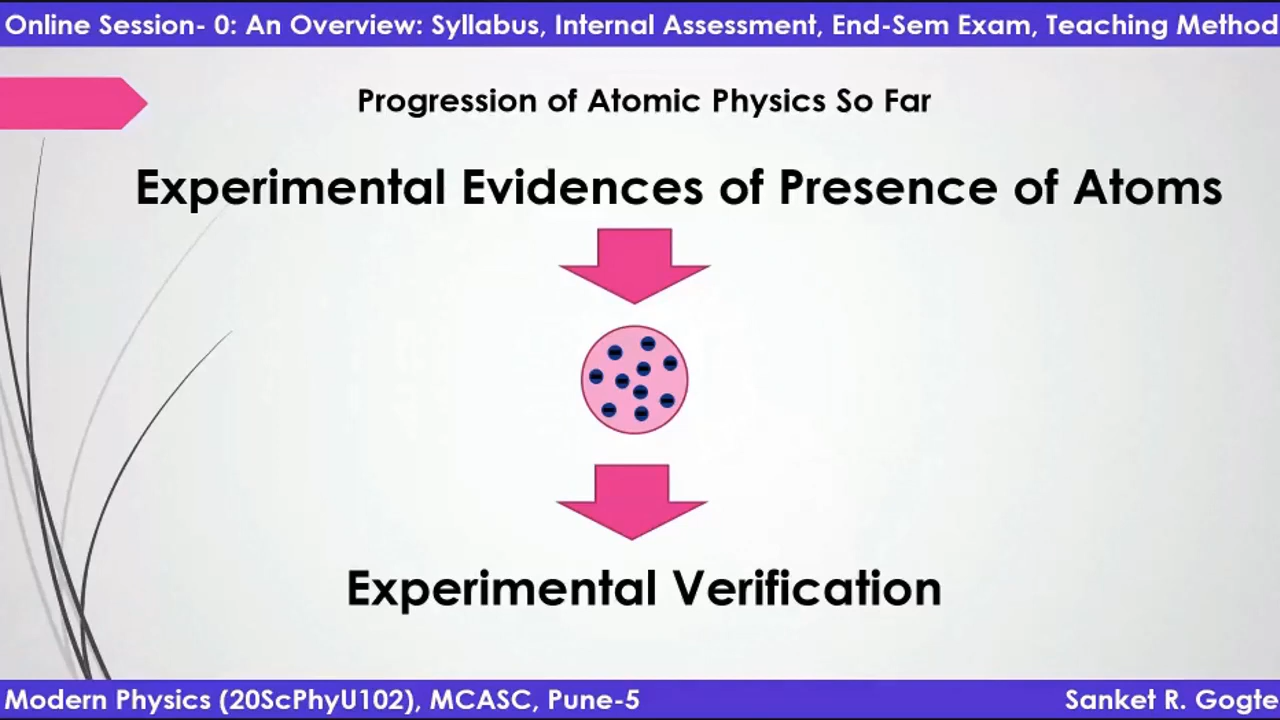 Online Session- 0: An Overview: Syllabus, Internal Assessment, End-Sem Exam, Teaching Method
Progression of Atomic Physics So Far
Experimental Evidences of Presence of Atoms
Experimental Verification
Modern Physics (20ScPhyU102), MCASC, Pune-5
Sanket R. Gogte